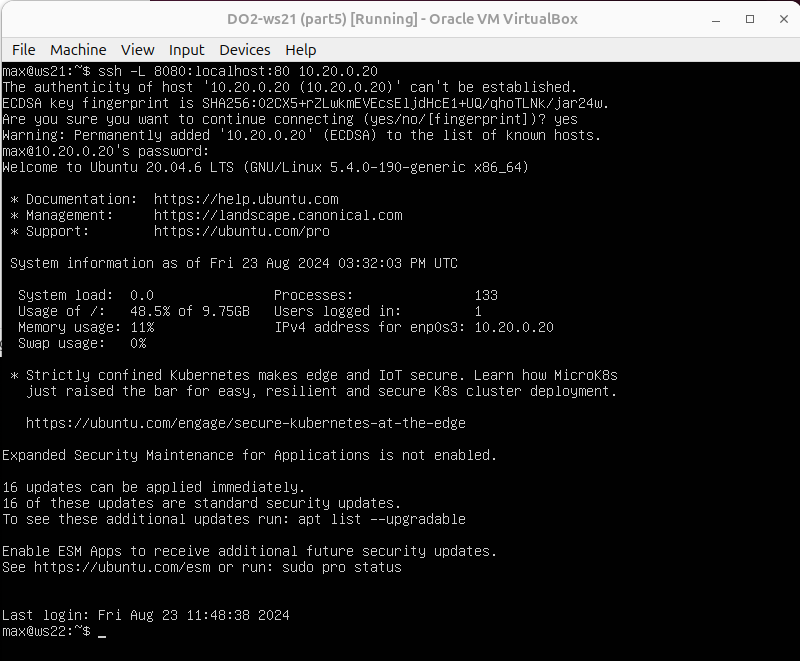 DO2-ws21 (part5) [Running] - Oracle VM VirtualBox
File Machine View Input Devices Help
max@ws21:~$ ssh -L 8080:localhost:80 10.20.0.20
The authenticity of host '10.20.0.20 (10.20.0.20)' can't be established.
ECDSA key fingerprint is SHA256:02CX5+rZLwkmEVEcsEljdHcE1+UQ/qhoTLNk/jar24w.
Are you sure you want to continue connecting (yes/no/[fingerprint])? yes
Warning: Permanently added '10.20.0.20' (ECDSA) to the list of known hosts.
max@10.20.0.20's password:
Welcome to Ubuntu 20.04.6 LTS (GNU/Linux 5.4.0-190-generic x86_64)
* Documentation: https://help.ubuntu.com
* Management: https://landscape.canonical.com
* Support: https://ubuntu.com/pro
System information as of Fri 23 Aug 2024 03:32:03 PM UTC
System load: 0.0 Processes: 133
Usage of /: 48.5% of 9.75GB Users logged in: 1
Memory usage: 11% IPv4 address for enp0s3: 10.20.0.20
Swap usage: 0%
* Strictly confined Kubernetes makes edge and IoT secure. Learn how MicroK8s
just raised the bar for easy, resilient and secure K8s cluster deployment.
https://ubuntu.com/engage/secure-kubernetes-at-the-edge
Expanded Security Maintenance for Applications is not enabled.
16 updates can be applied immediately.
16 of these updates are standard security updates.
To see these additional updates run: apt list --upgradable
Enable ESM Apps to receive additional future security updates.
See https://ubuntu.com/esm or run: sudo pro status
Last login: Fri Aug 23 11:48:38 2024
max@ws22:~$ _